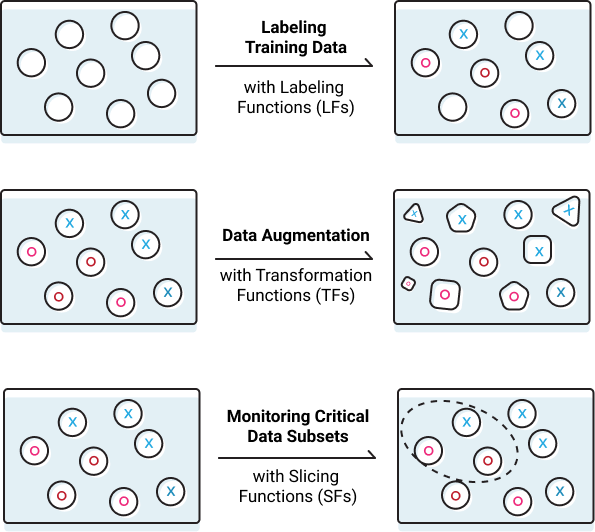 Labeling
Training Data
with Labeling
Functions (LFs)
X
X
O
O
O
X
Data Augmentation
with Transformation
Functions (TFs)
X
X
X
O
O
O
O
X
X
X
X
X
X
O
O
O
O
O
X
Monitoring Critical
Data Subsets
with Slicing
Functions (SFs)
X
X
X
O
O
O
O
X
X
X
X
O
O
O
O
X